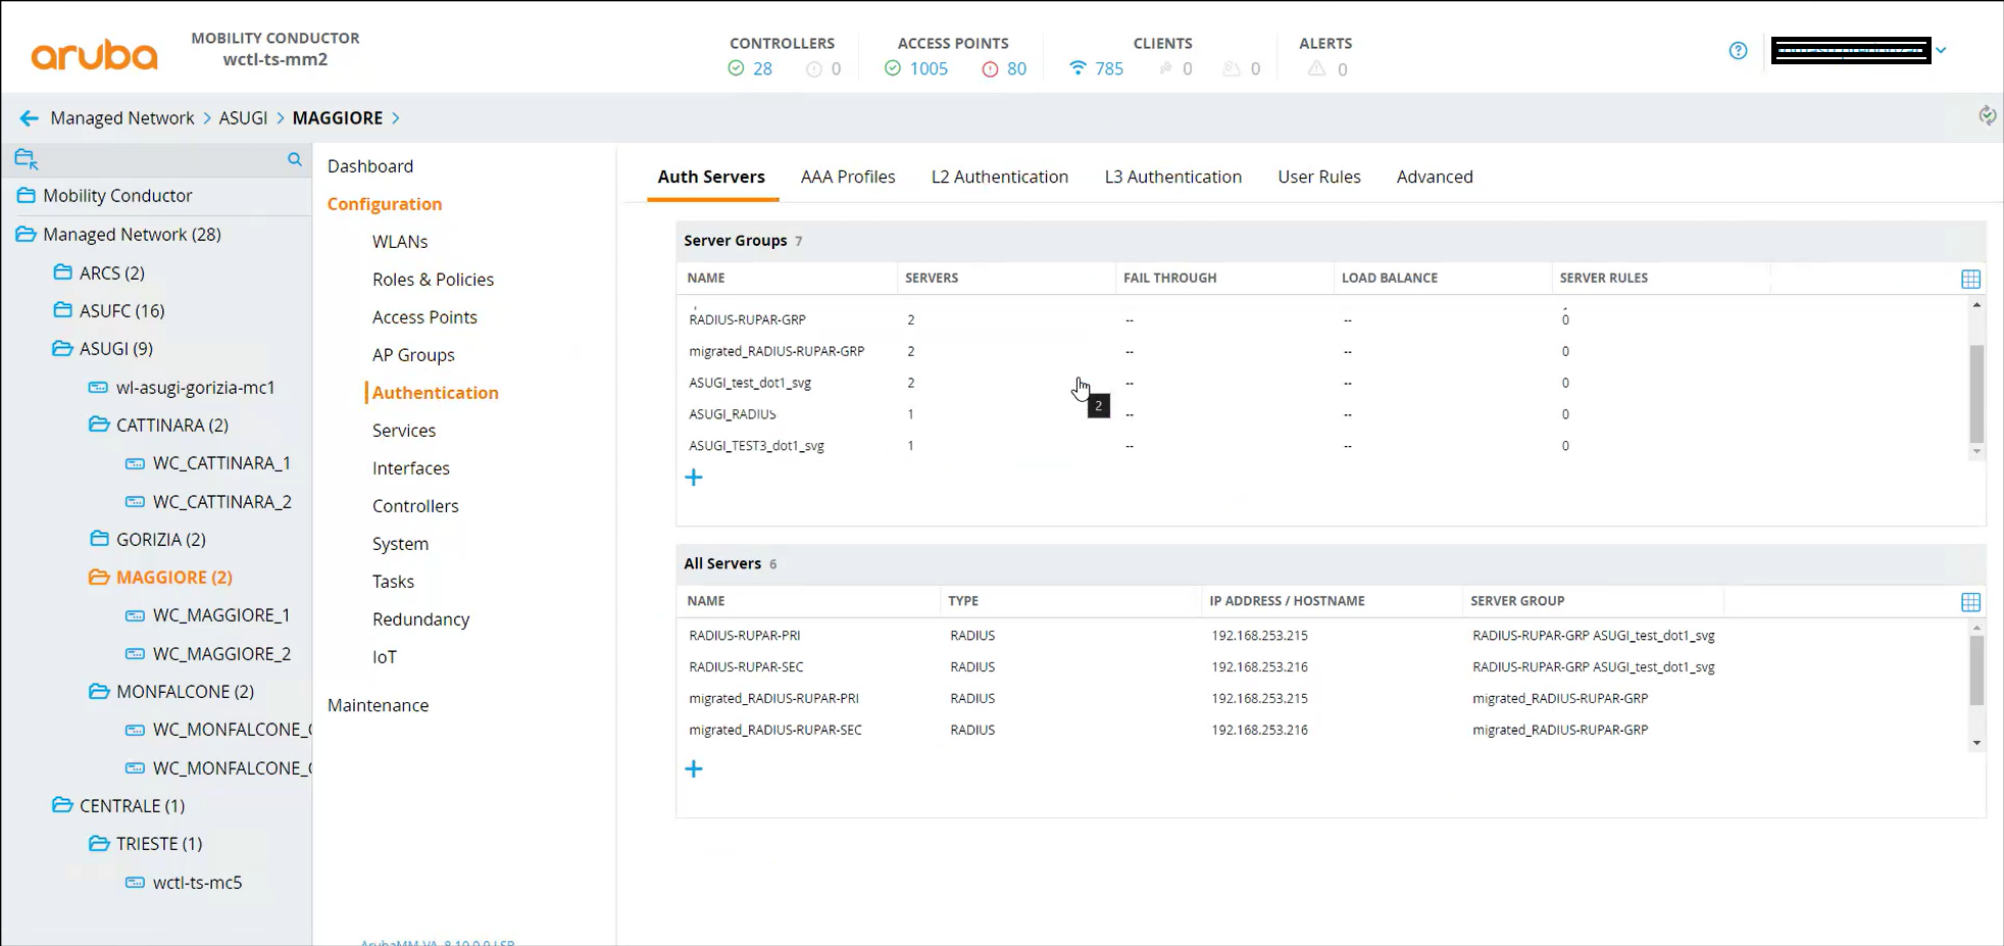 aruba
MOBILITY CONDUCTOR
wctl-ts-mm2
CONTROLLERS
28 0
ACCESS POINTS
1005 80
CLIENTS
785 0 0
ALERTS
0
Managed Network > ASUGI > MAGGIORE >
Mobility Conductor
Managed Network (28)
ARCS (2)
ASUFC (16)
ASUGI (9)
wl-asugi-gorizia-mc1
CATTINARA (2)
WC_CATTINARA_1
WC_CATTINARA_2
GORIZIA (2)
MAGGIORE (2)
WC_MAGGIORE_1
WC_MAGGIORE_2
MONFALCONE (2)
WC_MONFALCONE_
WC_MONFALCONE_
CENTRALE (1)
TRIESTE (1)
wctl-ts-mc5
Dashboard
Configuration
WLANs
Roles & Policies
Access Points
AP Groups
Authentication
Services
Interfaces
Controllers
System
Tasks
Redundancy
IoT
Maintenance
Auth Servers AAA Profiles L2 Authentication L3 Authentication User Rules Advanced
Server Groups 7
NAME SERVERS FAIL THROUGH LOAD BALANCE SERVER RULES
RADIUS-RUPAR-GRP 2 -- -- 0
migrated_RADIUS-RUPAR-GRP 2 -- -- 0
ASUGI_test_dot1_svg 2 -- -- 0
2
ASUGI_RADIUS 1 -- -- 0
ASUGI_TEST3_dot1_svg 1 -- -- 0
+
All Servers 6
NAME TYPE IP ADDRESS / HOSTNAME SERVER GROUP
RADIUS-RUPAR-PRI RADIUS 192.168.253.215 RADIUS-RUPAR-GRP ASUGI_test_dot1_svg
RADIUS-RUPAR-SEC RADIUS 192.168.253.216 RADIUS-RUPAR-GRP ASUGI_test_dot1_svg
migrated_RADIUS-RUPAR-PRI RADIUS 192.168.253.215 migrated_RADIUS-RUPAR-GRP
migrated_RADIUS-RUPAR-SEC RADIUS 192.168.253.216 migrated_RADIUS-RUPAR-GRP
+